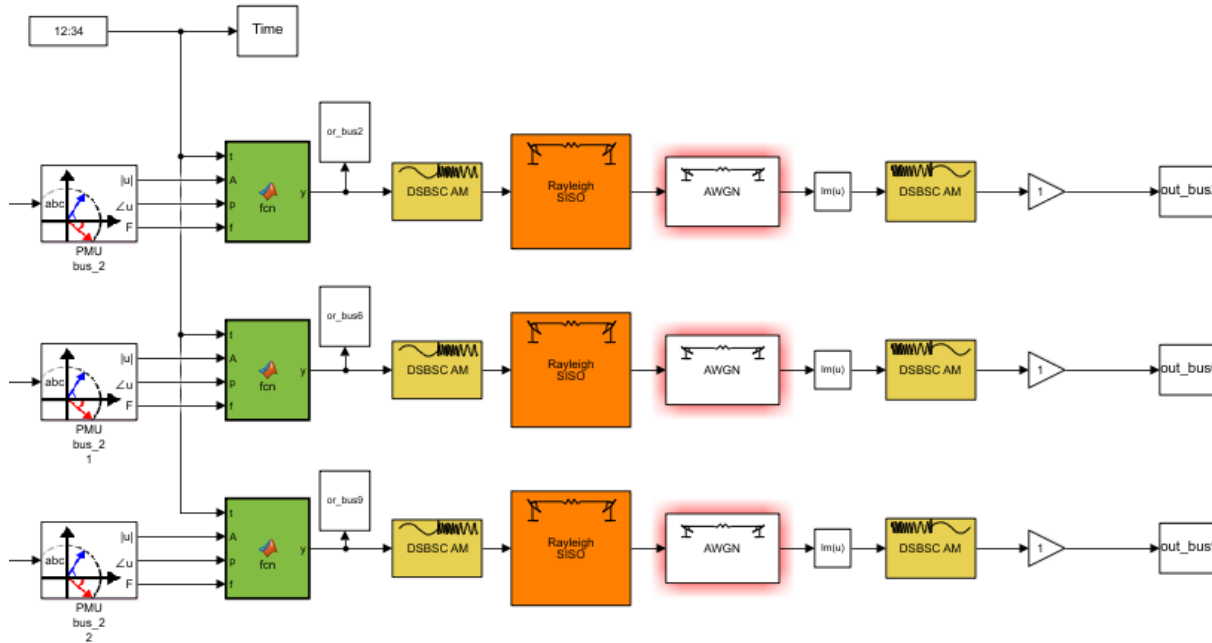 12:34
Time
or_bus2
abc
|u|
∠u
F
PMU
bus_2
t
A
p
f
fcn
y
DSBSC AM
Rayleigh
SISO
AWGN
Im(u)
DSBSC AM
1
out_bus
or_bus6
abc
|u|
∠u
F
PMU
bus_2
1
t
A
p
f
fcn
y
DSBSC AM
Rayleigh
SISO
AWGN
Im(u)
DSBSC AM
1
out_bus
or_bus9
abc
|u|
∠u
F
PMU
bus_2
2
t
A
p
f
fcn
y
DSBSC AM
Rayleigh
SISO
AWGN
Im(u)
DSBSC AM
1
out_bus